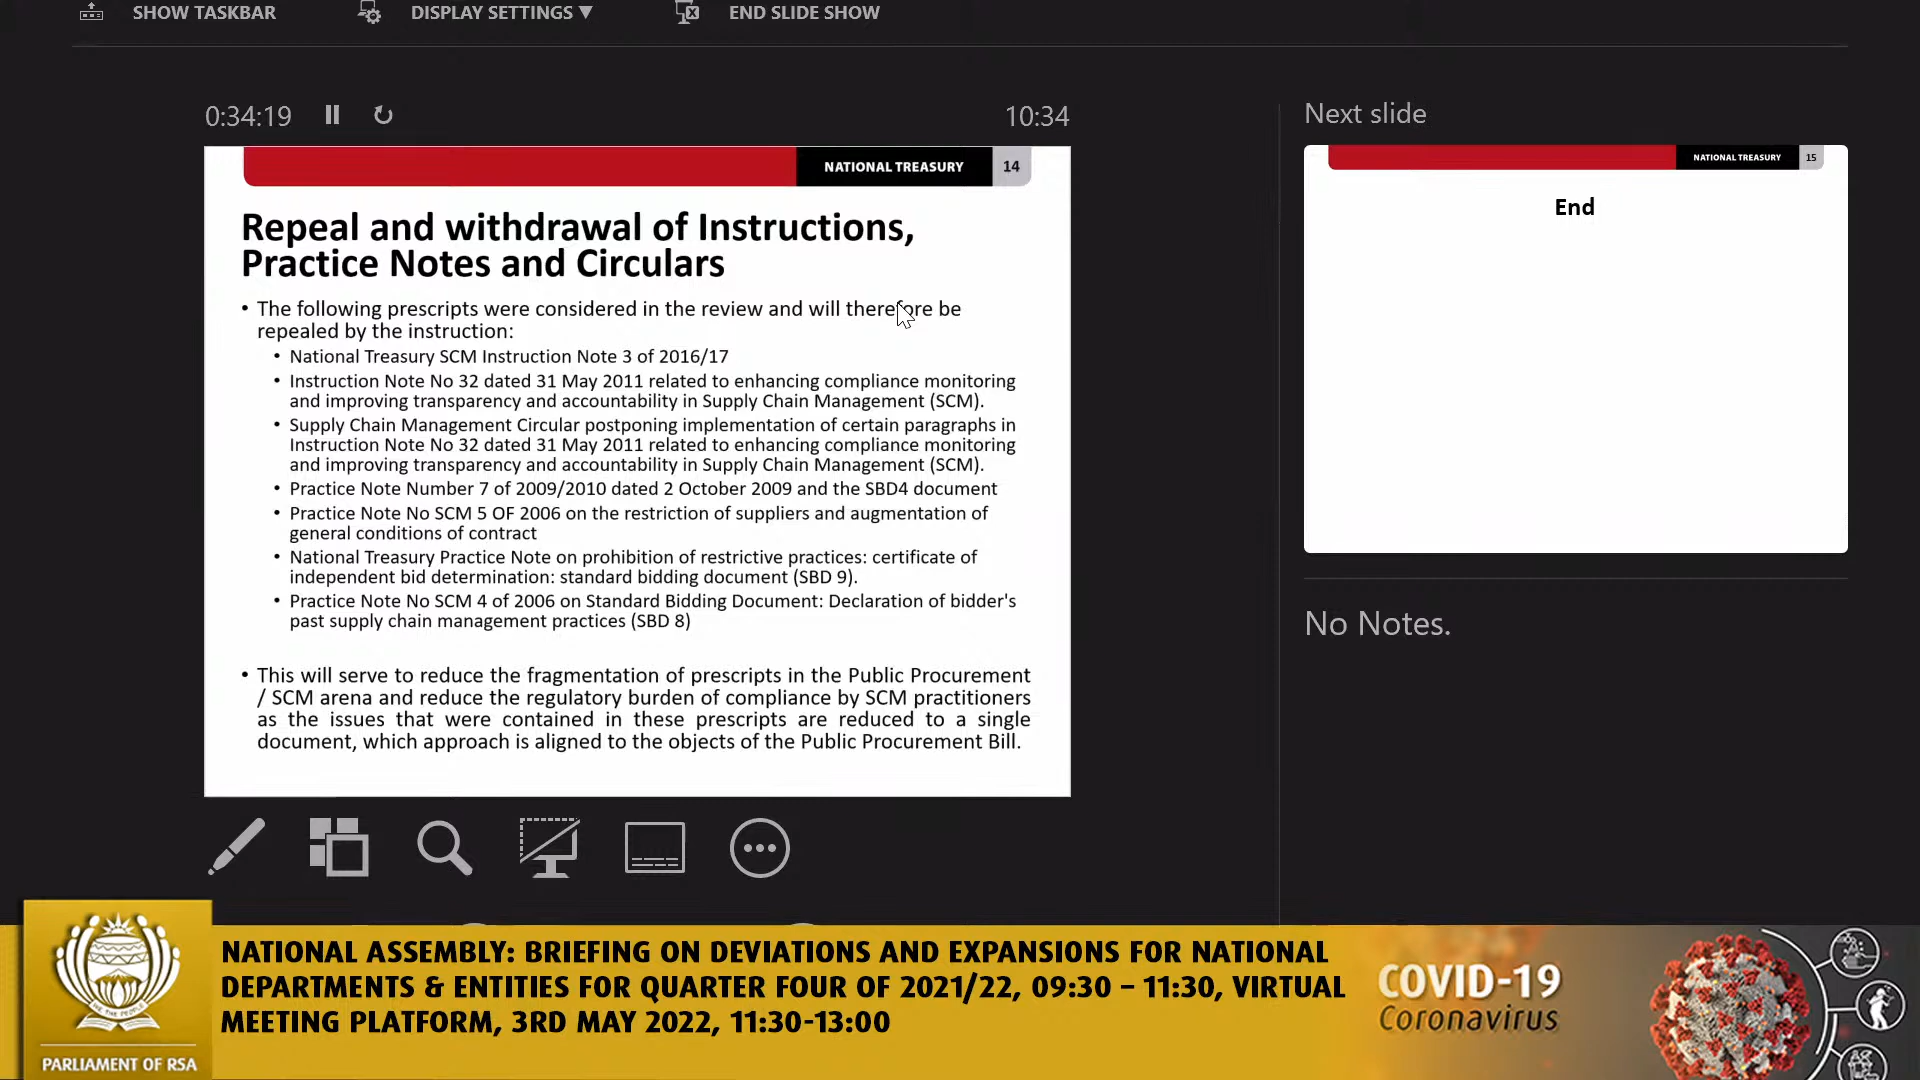 SHOW TASKBAR
DISPLAY SETTINGS ▼
END SLIDE SHOW
0:34:19
10:34
NATIONAL TREASURY 14
Repeal and withdrawal of Instructions,
Practice Notes and Circulars
• The following prescripts were considered in the review and will therefore be
repealed by the instruction:
• National Treasury SCM Instruction Note 3 of 2016/17
• Instruction Note No 32 dated 31 May 2011 related to enhancing compliance monitoring
and improving transparency and accountability in Supply Chain Management (SCM).
• Supply Chain Management Circular postponing implementation of certain paragraphs in
Instruction Note No 32 dated 31 May 2011 related to enhancing compliance monitoring
and improving transparency and accountability in Supply Chain Management (SCM).
• Practice Note Number 7 of 2009/2010 dated 2 October 2009 and the SBD4 document
• Practice Note No SCM 5 OF 2006 on the restriction of suppliers and augmentation of
general conditions of contract
• National Treasury Practice Note on prohibition of restrictive practices: certificate of
independent bid determination: standard bidding document (SBD 9).
• Practice Note No SCM 4 of 2006 on Standard Bidding Document: Declaration of bidder's
past supply chain management practices (SBD 8)
• This will serve to reduce the fragmentation of prescripts in the Public Procurement
/ SCM arena and reduce the regulatory burden of compliance by SCM practitioners
as the issues that were contained in these prescripts are reduced to a single
document, which approach is aligned to the objects of the Public Procurement Bill.
Next slide
NATIONAL TREASURY 15
End
No Notes.
NATIONAL ASSEMBLY: BRIEFING ON DEVIATIONS AND EXPANSIONS FOR NATIONAL
DEPARTMENTS & ENTITIES FOR QUARTER FOUR OF 2021/22, 09:30 – 11:30, VIRTUAL
MEETING PLATFORM, 3RD MAY 2022, 11:30-13:00
PARLIAMENT OF RSA
COVID-19
Coronavirus